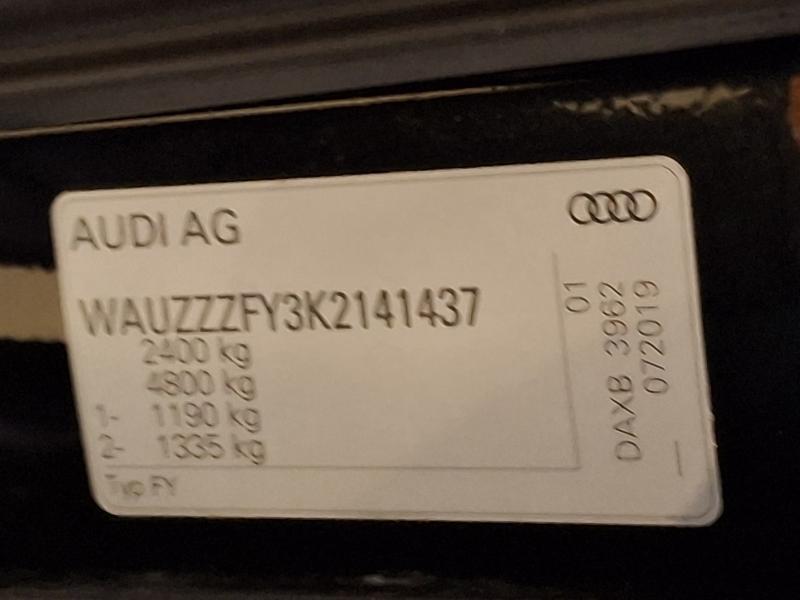 AUDI AG
WAUZZZFY3K2141437
2400 kg
4800 kg
1- 1190 kg
2- 1335 kg
Typ FY
01
DAXB 3962
072019